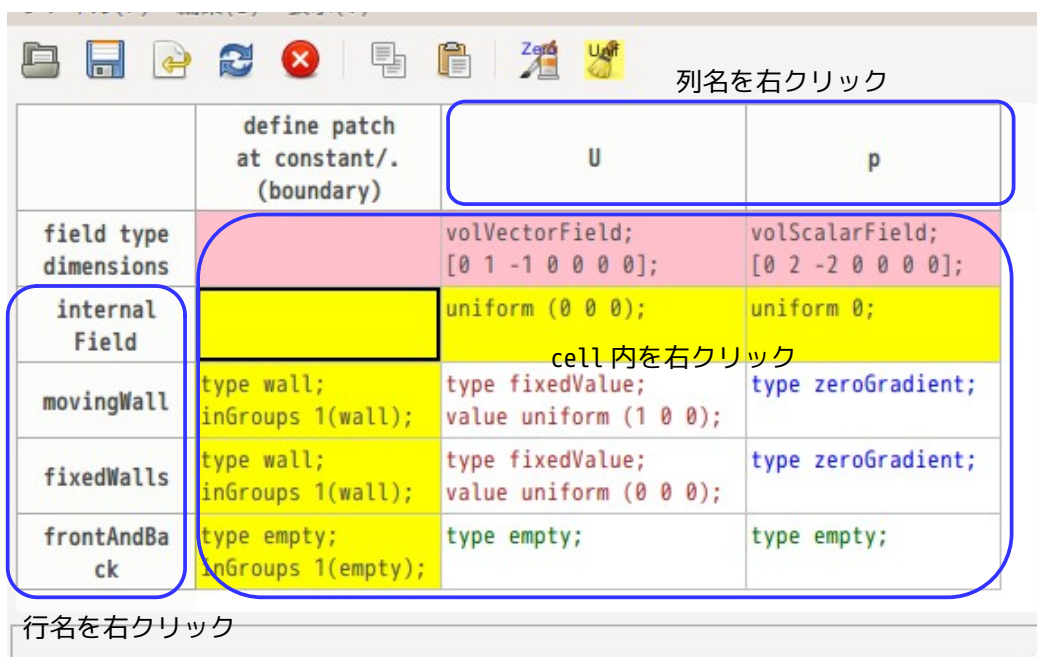 Zero
Unif
列名を右クリック
define patch
at constant/.
(boundary)
U
p
field type
dimensions
volVectorField;
[0 1 -1 0 0 0 0];
volScalarField;
[0 2 -2 0 0 0 0];
internal
Field
uniform (0 0 0);
uniform 0;
cell 内を右クリック
movingWall
type wall;
inGroups 1(wall);
type fixedValue;
value uniform (1 0 0);
type zeroGradient;
fixedWalls
type wall;
inGroups 1(wall);
type fixedValue;
value uniform (0 0 0);
type zeroGradient;
frontAndBa
ck
type empty;
inGroups 1(empty);
type empty;
type empty;
行名を右クリック